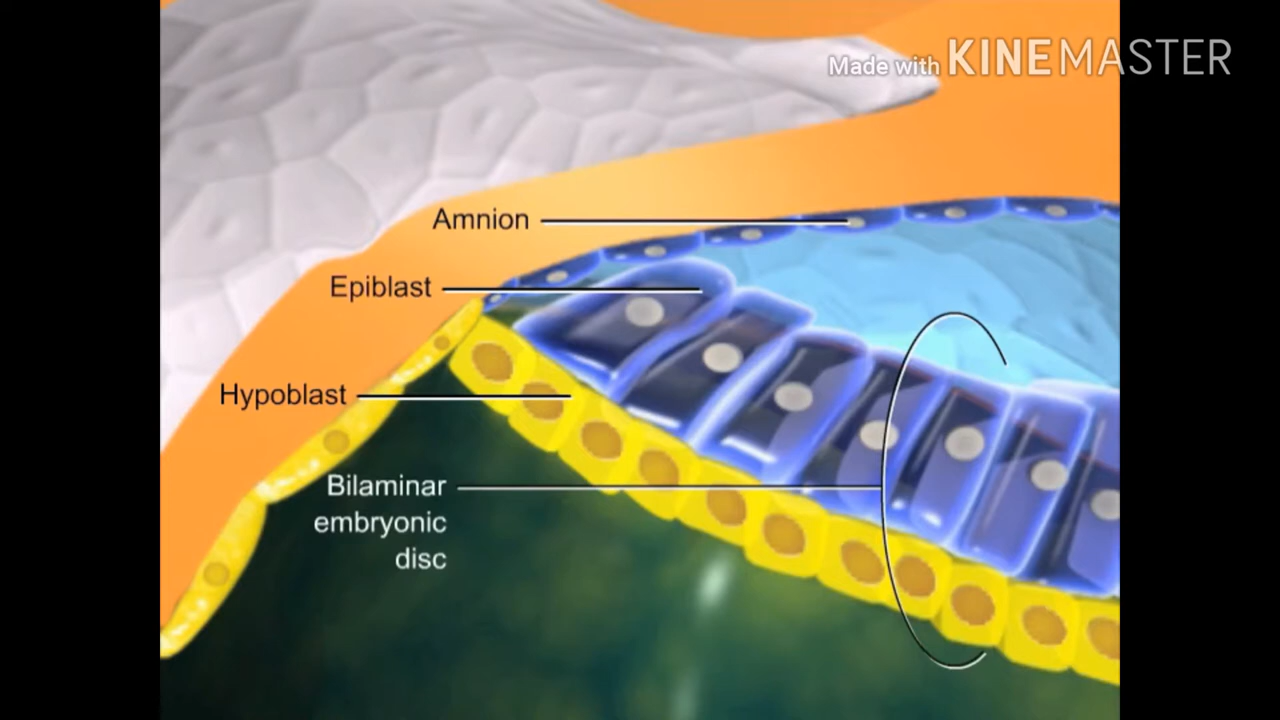 Made with KINEMASTER
Amnion
Epiblast
Hypoblast
Bilaminar
embryonic
disc